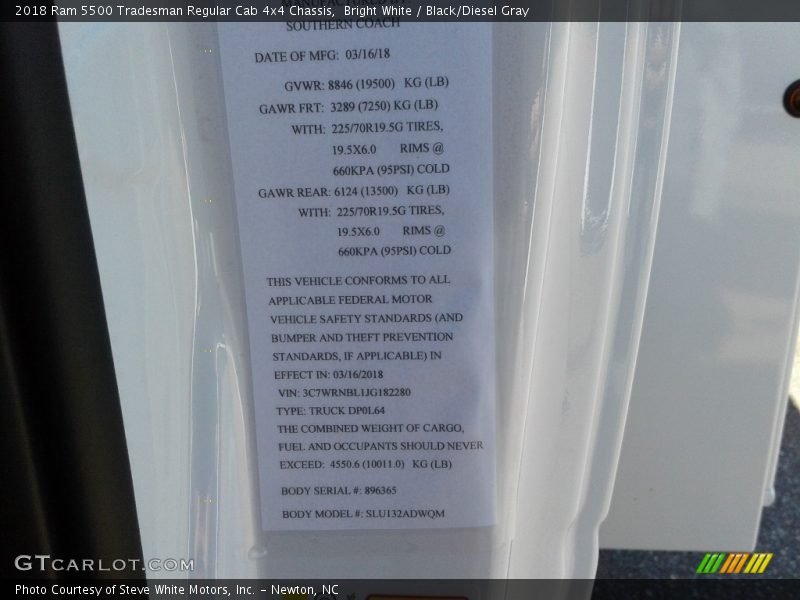 2018 Ram 5500 Tradesman Regular Cab 4x4 Chassis, Bright White / Black/Diesel Gray
MANUFACTURED BY
SOUTHERN COACH
DATE OF MFG: 03/16/18
GVWR: 8846 (19500) KG (LB)
GAWR FRT: 3289 (7250) KG (LB)
WITH: 225/70R19.5G TIRES,
19.5X6.0 RIMS @
660KPA (95PSI) COLD
GAWR REAR: 6124 (13500) KG (LB)
WITH: 225/70R19.5G TIRES,
19.5X6.0 RIMS @
660KPA (95PSI) COLD
THIS VEHICLE CONFORMS TO ALL
APPLICABLE FEDERAL MOTOR
VEHICLE SAFETY STANDARDS (AND
BUMPER AND THEFT PREVENTION
STANDARDS, IF APPLICABLE) IN
EFFECT IN: 03/16/2018
VIN: 3C7WRNBL1JG182280
TYPE: TRUCK DP0L64
THE COMBINED WEIGHT OF CARGO,
FUEL AND OCCUPANTS SHOULD NEVER
EXCEED: 4550.6 (10011.0) KG (LB)
BODY SERIAL #: 896365
BODY MODEL #: SLU132ADWQM
GTCARLOT.COM
Photo Courtesy of Steve White Motors, Inc. – Newton, NC